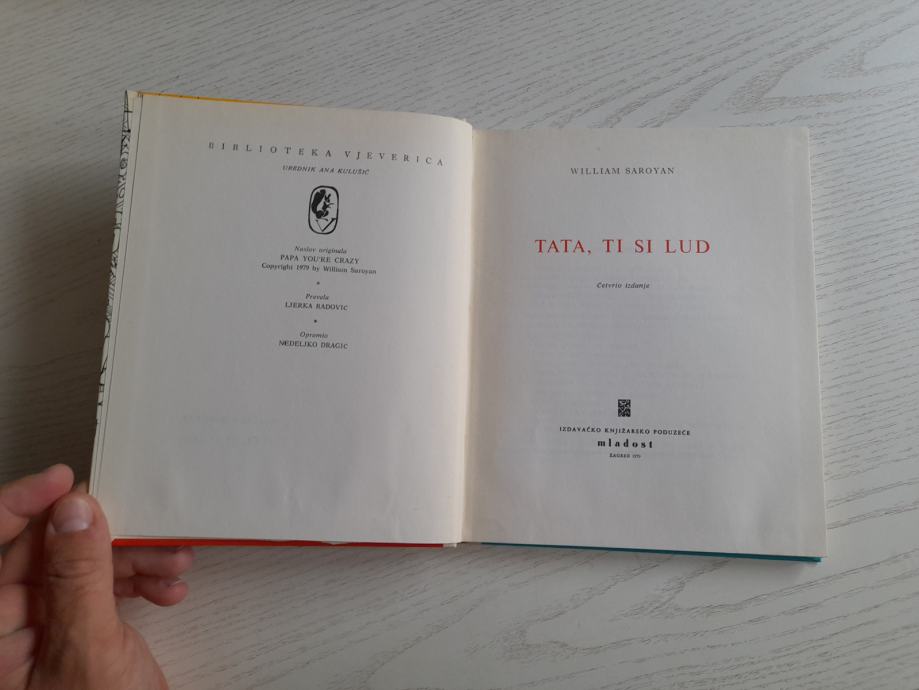 BIBLIOTEKA VJEVERICA
UREDNIK ANA KULUŠIĆ
Naslov originala
PAPA YOU'RE CRAZY
Copyright 1979 by William Saroyan
*
Prevela
LJERKA RADOVIĆ
*
Opremio
NEDELJKO DRAGIĆ
WILLIAM SAROYAN
TATA, TI SI LUD
Četvrto izdanje
IZDAVAČKO KNJIŽARSKO PODUZEĆE
mladost
ZAGREB 1979